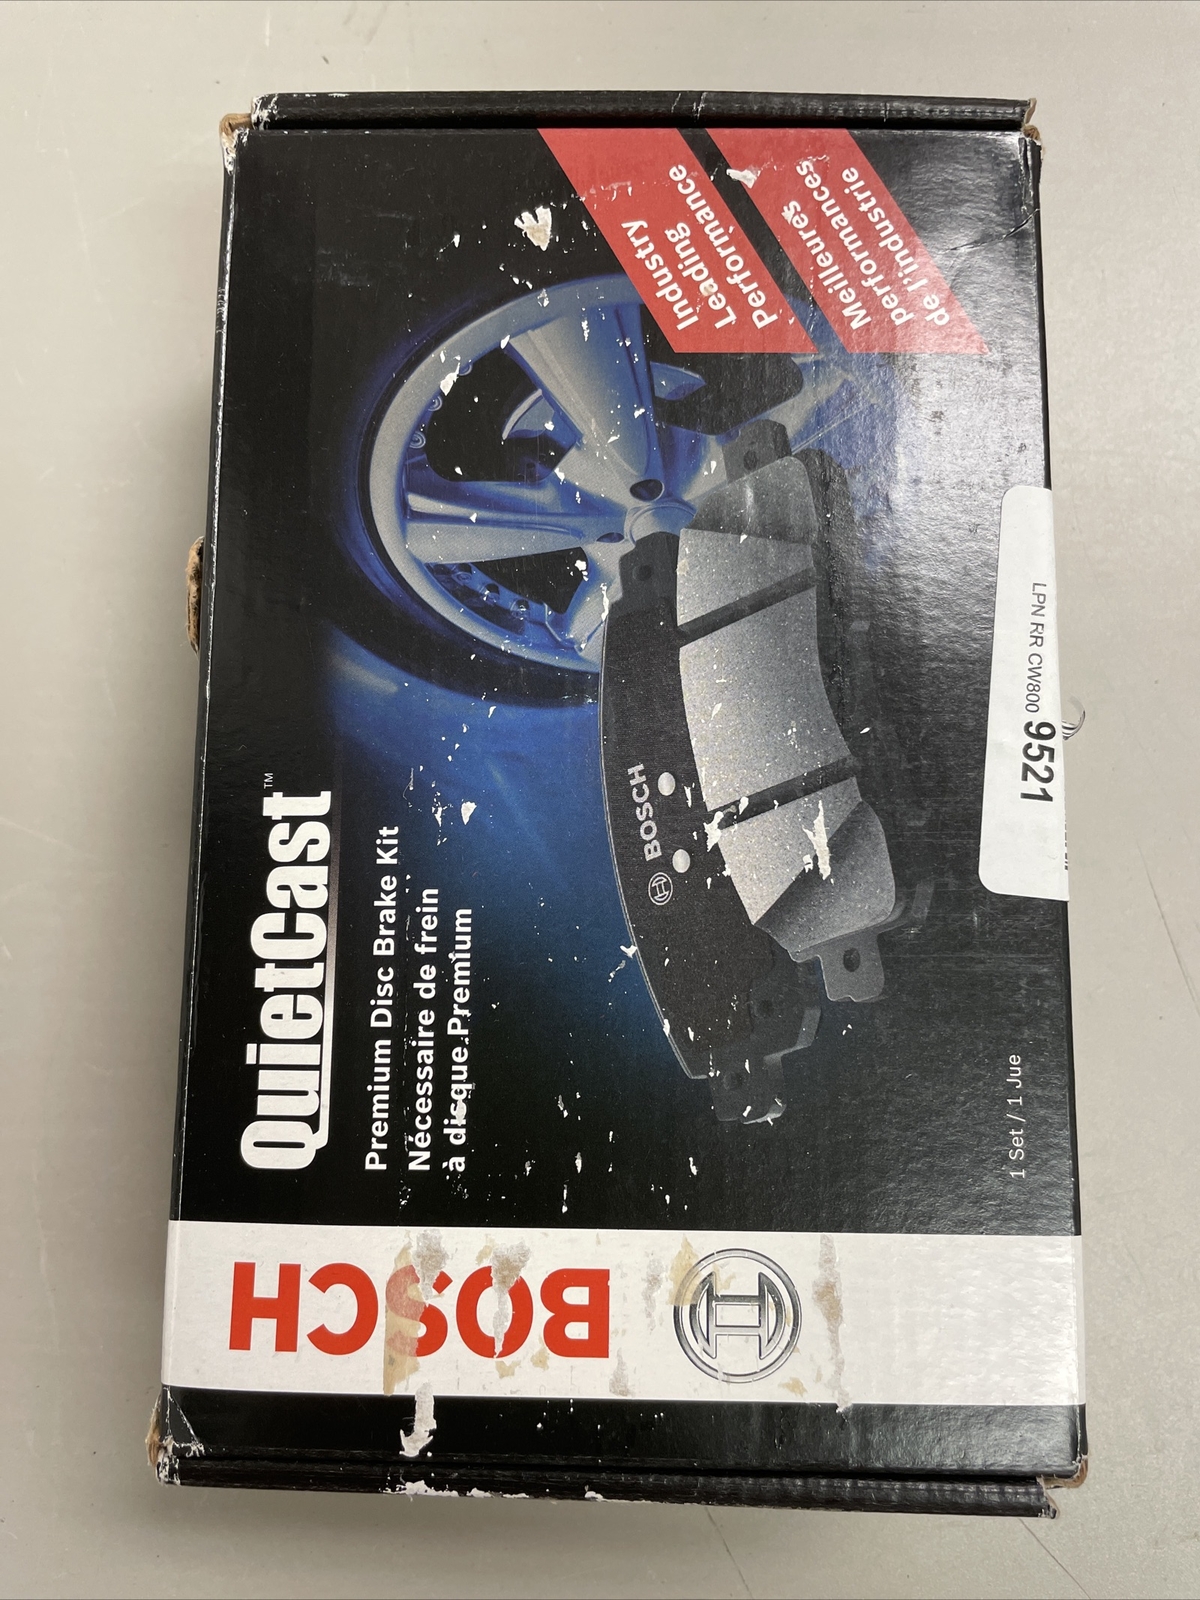 QuietCast™
Premium Disc Brake Kit
Nécessaire de frein
à disque Premium
Industry
Leading
Performance
Meilleures
performances
de l'industrie
BOSCH
1 Set / 1 Jue
LPN RR CW800 9521
BOSCH